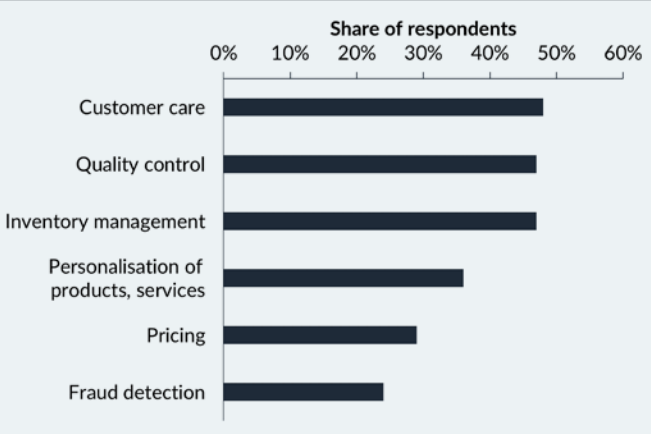 Share of respondents
0% 10% 20% 30% 40% 50% 60%
Customer care
Quality control
Inventory management
Personalisation of
products, services
Pricing
Fraud detection